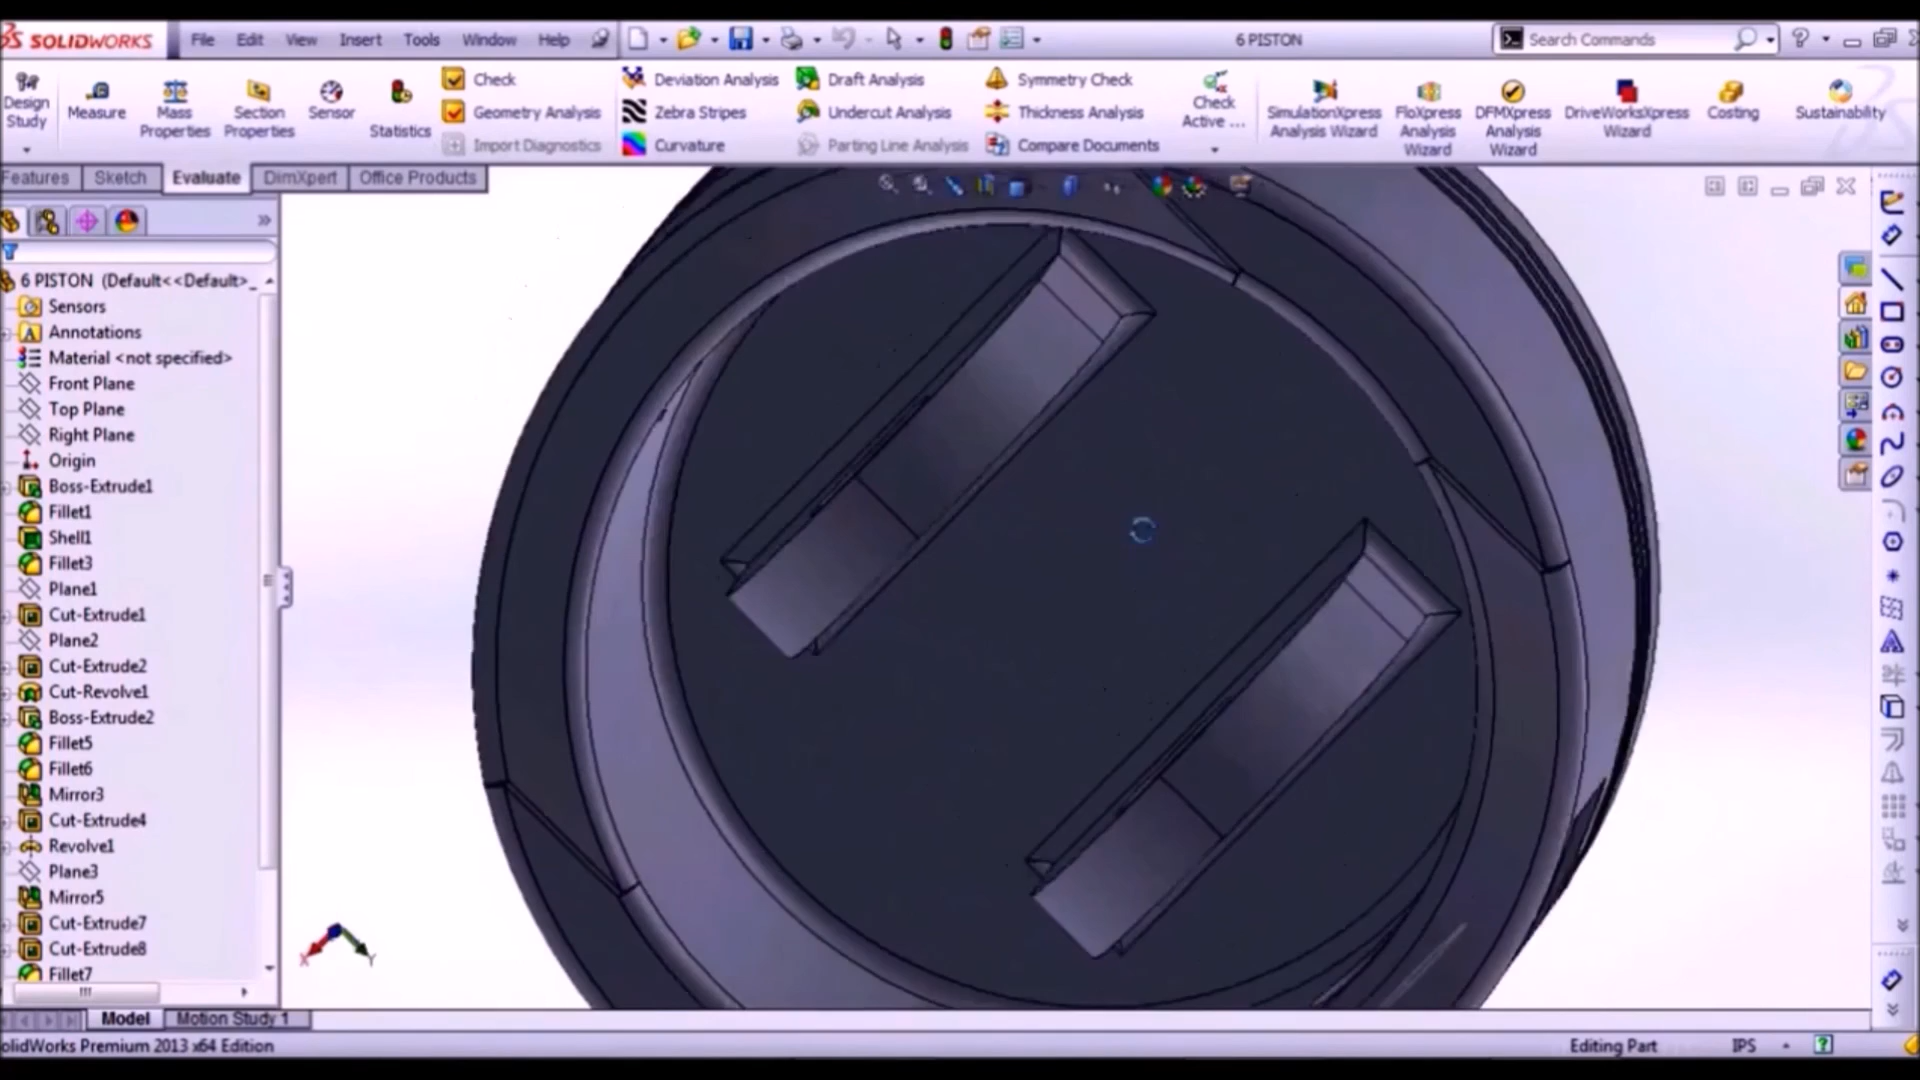 SOLIDWORKS File Edit View Insert Tools Window Help 6 PISTON Search Commands
Design Study
Measure
Mass Properties
Section Properties
Sensor
Statistics
Check
Geometry Analysis
Import Diagnostics
Deviation Analysis
Zebra Stripes
Curvature
Draft Analysis
Undercut Analysis
Parting Line Analysis
Symmetry Check
Thickness Analysis
Compare Documents
Check Active ...
SimulationXpress Analysis Wizard
FloXpress Analysis Wizard
DFMXpress Analysis Wizard
DriveWorksXpress Wizard
Costing
Sustainability
Features Sketch Evaluate DimXpert Office Products
6 PISTON (Default<<Default>_
Sensors
Annotations
Material <not specified>
Front Plane
Top Plane
Right Plane
Origin
Boss-Extrude1
Fillet1
Shell1
Fillet3
Plane1
Cut-Extrude1
Plane2
Cut-Extrude2
Cut-Revolve1
Boss-Extrude2
Fillet5
Fillet6
Mirror3
Cut-Extrude4
Revolve1
Plane3
Mirror5
Cut-Extrude7
Cut-Extrude8
Fillet7
X Y
Model Motion Study 1
olidWorks Premium 2013 x64 Edition Editing Part IPS